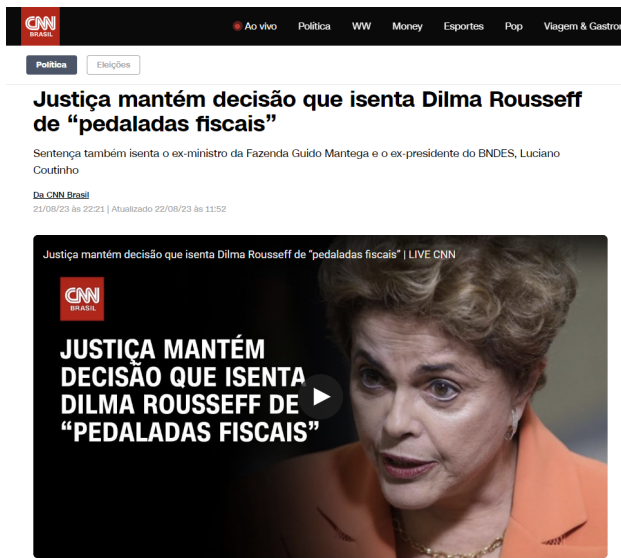 CNN
BRASIL
Ao vivo Política WW Money Esportes Pop Viagem & Gastro
Política Eleições
Justiça mantém decisão que isenta Dilma Rousseff
de “pedaladas fiscais”
Sentença também isenta o ex-ministro da Fazenda Guido Mantega e o ex-presidente do BNDES, Luciano
Coutinho
Da CNN Brasil
21/08/23 às 22:21 | Atualizado 22/08/23 às 11:52
Justiça mantém decisão que isenta Dilma Rousseff de “pedaladas fiscais” | LIVE CNN
CNN
BRASIL
JUSTIÇA MANTÉM
DECISÃO QUE ISENTA
DILMA ROUSSEFF DE
“PEDALADAS FISCAIS”